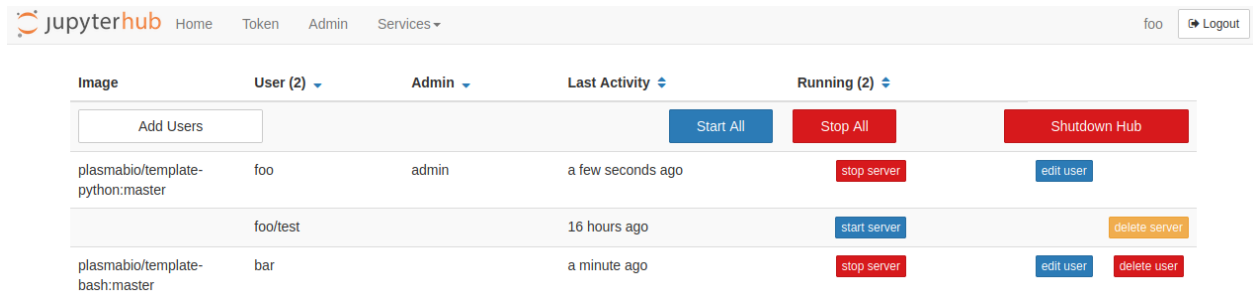 jupyterhub Home Token Admin Services foo Logout
Image User (2) Admin Last Activity Running (2)
Add Users Start All Stop All Shutdown Hub
plasmabio/template- foo admin a few seconds ago stop server edit user
python:master
foo/test 16 hours ago start server delete server
plasmabio/template- bar a minute ago stop server edit user delete user
bash:master